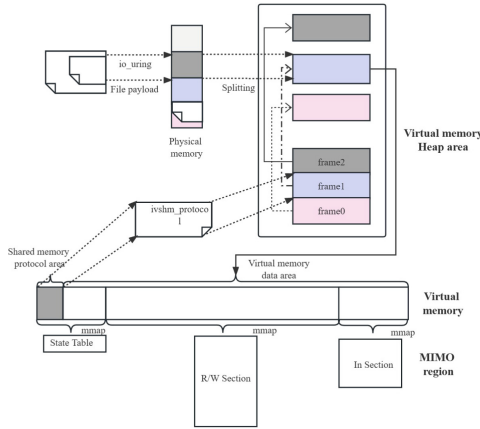 io_uring
File payload
Splitting
Physical
memory
Virtual memory
Heap area
frame2
frame1
frame0
ivshm_protoco
l
Shared memory
protocol area
Virtual memory
data area
Virtual
memory
mmap
mmap
mmap
State Table
R/W Section
In Section
MIMO
region